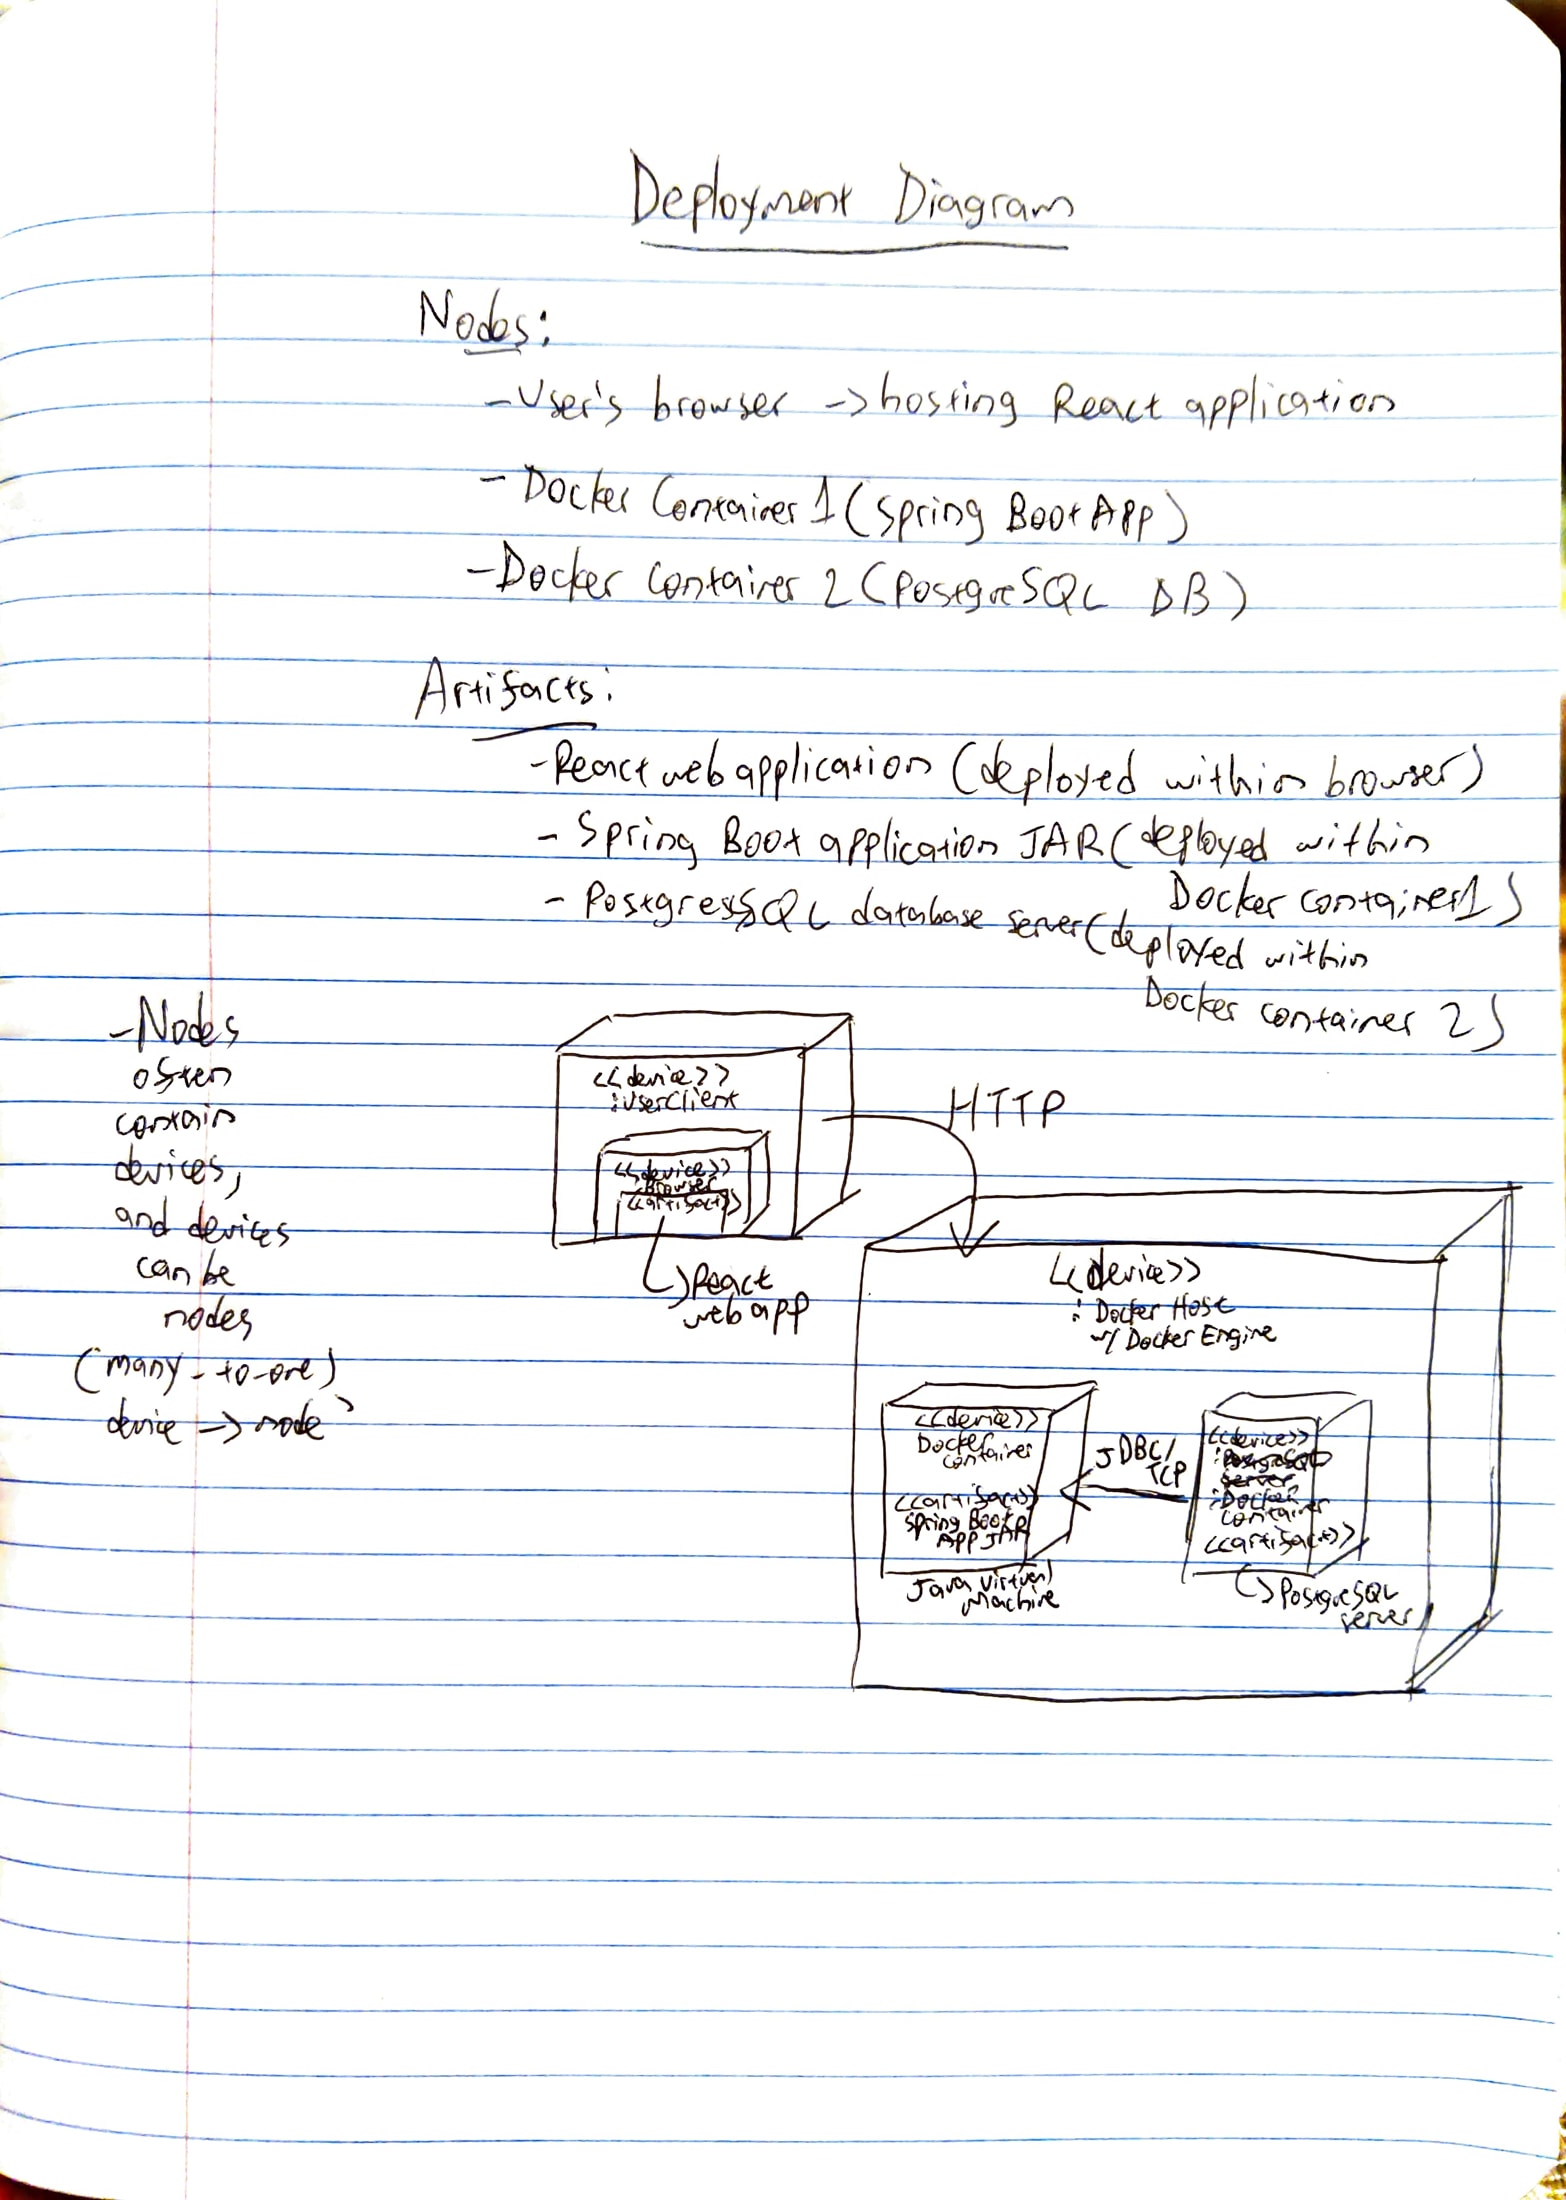 Deployment Diagram
Nodes:
- User's browser -> hosting React application
- Docker Container 1 (Spring Boot App)
- Docker Container 2 (PostgreSQL DB)
Artifacts:
- React web application (deployed within browser)
- Spring Boot application JAR (deployed within
Docker container 1)
- PostgresSQL database server (deployed within
Docker container 2)
- Nodes
often
contain
devices,
and devices
can be
nodes
(many-to-one)
device -> node
<<device>>
:UserClient
<<device>>
:Browser
<<artifact>>
React
web app
HTTP
<<device>>
: Docker Host
w/ Docker Engine
<<device>>
Docker
container
<<artifact>>
Spring Boot
APP JAR
Java Virtual
Machine
JDBC/
TCP
<<device>>
:PostgreSQL
server
:Docker
container
<<artifact>>
PostgreSQL
server